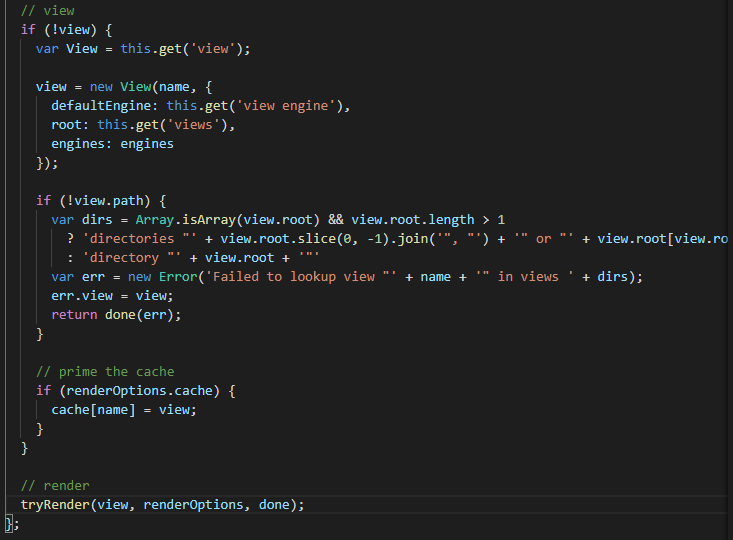 // view
if (!view) {
var View = this.get('view');
view = new View(name, {
defaultEngine: this.get('view engine'),
root: this.get('views'),
engines: engines
});
if (!view.path) {
var dirs = Array.isArray(view.root) && view.root.length > 1
? 'directories "' + view.root.slice(0, -1).join('", "') + '" or "' + view.root[view.ro
: 'directory "' + view.root + '"'
var err = new Error('Failed to lookup view "' + name + '" in views ' + dirs);
err.view = view;
return done(err);
}
// prime the cache
if (renderOptions.cache) {
cache[name] = view;
}
}
// render
tryRender(view, renderOptions, done);
};